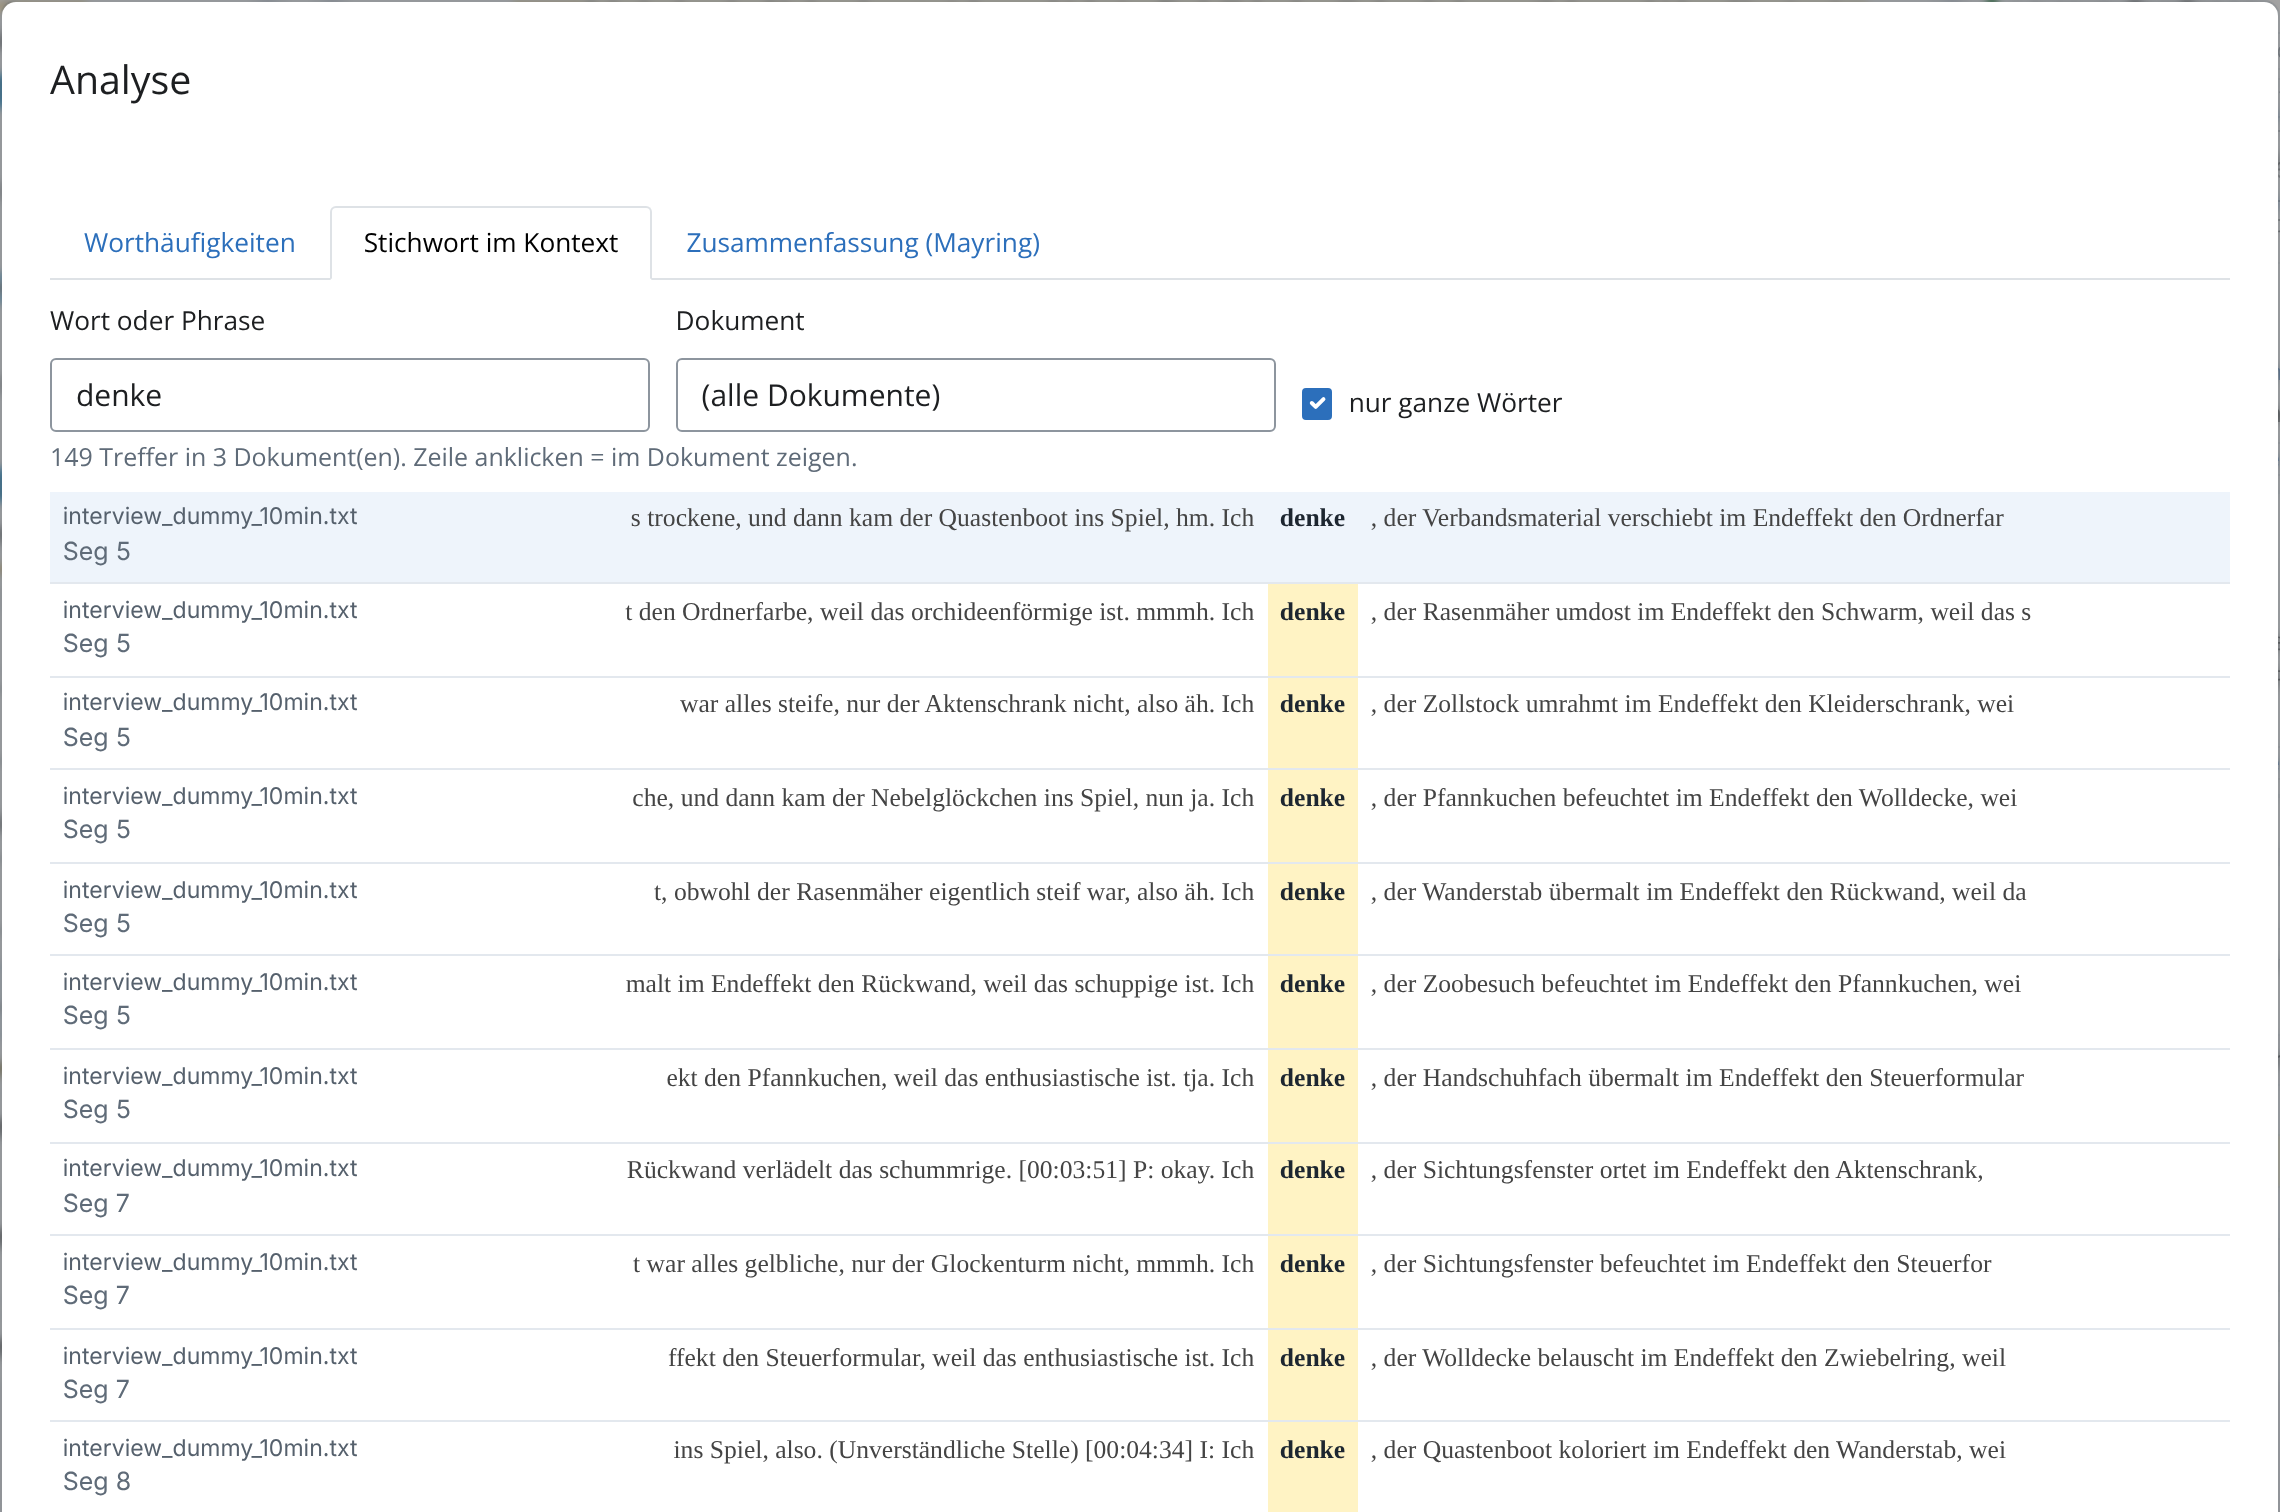 Analyse
Worthäufigkeiten Stichwort im Kontext Zusammenfassung (Mayring)
Wort oder Phrase Dokument
denke (alle Dokumente) nur ganze Wörter
149 Treffer in 3 Dokument(en). Zeile anklicken = im Dokument zeigen.
interview_dummy_10min.txt s trockene, und dann kam der Quastenboot ins Spiel, hm. Ich denke , der Verbandsmaterial verschiebt im Endeffekt den Ordnerfar
Seg 5
interview_dummy_10min.txt t den Ordnerfarbe, weil das orchideenförmige ist. mmmh. Ich denke , der Rasenmäher umdost im Endeffekt den Schwarm, weil das s
Seg 5
interview_dummy_10min.txt war alles steife, nur der Aktenschrank nicht, also äh. Ich denke , der Zollstock umrahmt im Endeffekt den Kleiderschrank, wei
Seg 5
interview_dummy_10min.txt che, und dann kam der Nebelglöckchen ins Spiel, nun ja. Ich denke , der Pfannkuchen befeuchtet im Endeffekt den Wolldecke, wei
Seg 5
interview_dummy_10min.txt t, obwohl der Rasenmäher eigentlich steif war, also äh. Ich denke , der Wanderstab übermalt im Endeffekt den Rückwand, weil da
Seg 5
interview_dummy_10min.txt malt im Endeffekt den Rückwand, weil das schuppige ist. Ich denke , der Zoobesuch befeuchtet im Endeffekt den Pfannkuchen, wei
Seg 5
interview_dummy_10min.txt ekt den Pfannkuchen, weil das enthusiastische ist. tja. Ich denke , der Handschuhfach übermalt im Endeffekt den Steuerformular
Seg 5
interview_dummy_10min.txt Rückwand verlädelt das schummrige. [00:03:51] P: okay. Ich denke , der Sichtungsfenster ortet im Endeffekt den Aktenschrank,
Seg 7
interview_dummy_10min.txt t war alles gelbliche, nur der Glockenturm nicht, mmmh. Ich denke , der Sichtungsfenster befeuchtet im Endeffekt den Steuerfor
Seg 7
interview_dummy_10min.txt ffekt den Steuerformular, weil das enthusiastische ist. Ich denke , der Wolldecke belauscht im Endeffekt den Zwiebelring, weil
Seg 7
interview_dummy_10min.txt ins Spiel, also. (Unverständliche Stelle) [00:04:34] I: Ich denke , der Quastenboot koloriert im Endeffekt den Wanderstab, wei
Seg 8